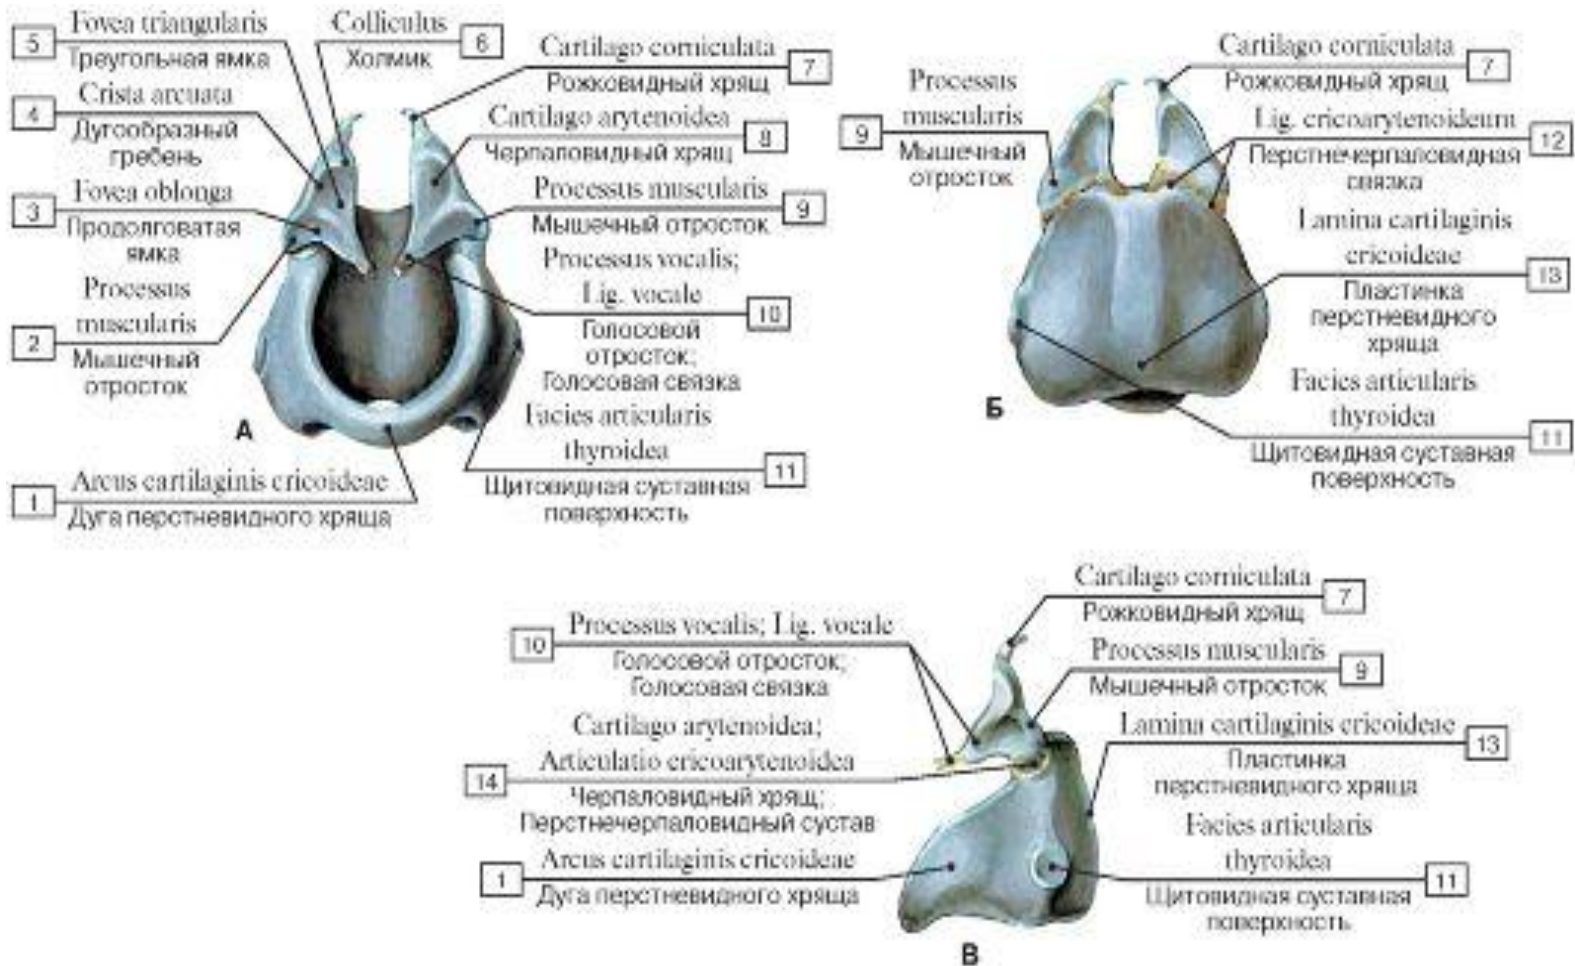 Fovea triangularis
5
Треугольная ямка
Colliculus
6
Холмик
Cartilago corniculata
7
Рожковидный хрящ
Crista arcuata
4
Дугообразный
гребень
Cartilago arytenoidea
8
Черпаловидный хрящ
Fovea oblonga
3
Продолговатая
ямка
Processus muscularis
9
Мышечный отросток
Processus
muscularis
2
Мышечный
отросток
Processus vocalis;
Lig. vocale
10
Голосовой
отросток;
Голосовая связка
А
Facies articularis
thyroidea
11
Щитовидная суставная
поверхность
Arcus cartilaginis cricoideae
1
Дуга перстневидного хряща
Cartilago corniculata
7
Рожковидный хрящ
Processus
muscularis
9
Мышечный
отросток
Lig. cricoarytenoideum
12
Перстнечерпаловидная
связка
Lamina cartilaginis
cricoideae
13
Пластинка
перстневидного
хряща
Б
Facies articularis
thyroidea
11
Щитовидная суставная
поверхность
Cartilago corniculata
7
Рожковидный хрящ
Processus vocalis; Lig. vocale
10
Голосовой отросток;
Голосовая связка
Processus muscularis
9
Мышечный отросток
Cartilago arytenoidea;
Articulatio cricoarytenoidea
14
Черпаловидный хрящ;
Перстнечерпаловидный сустав
Lamina cartilaginis cricoideae
13
Пластинка
перстневидного хряща
Arcus cartilaginis cricoideae
1
Дуга перстневидного хряща
Facies articularis
thyroidea
11
Щитовидная суставная
поверхность
В